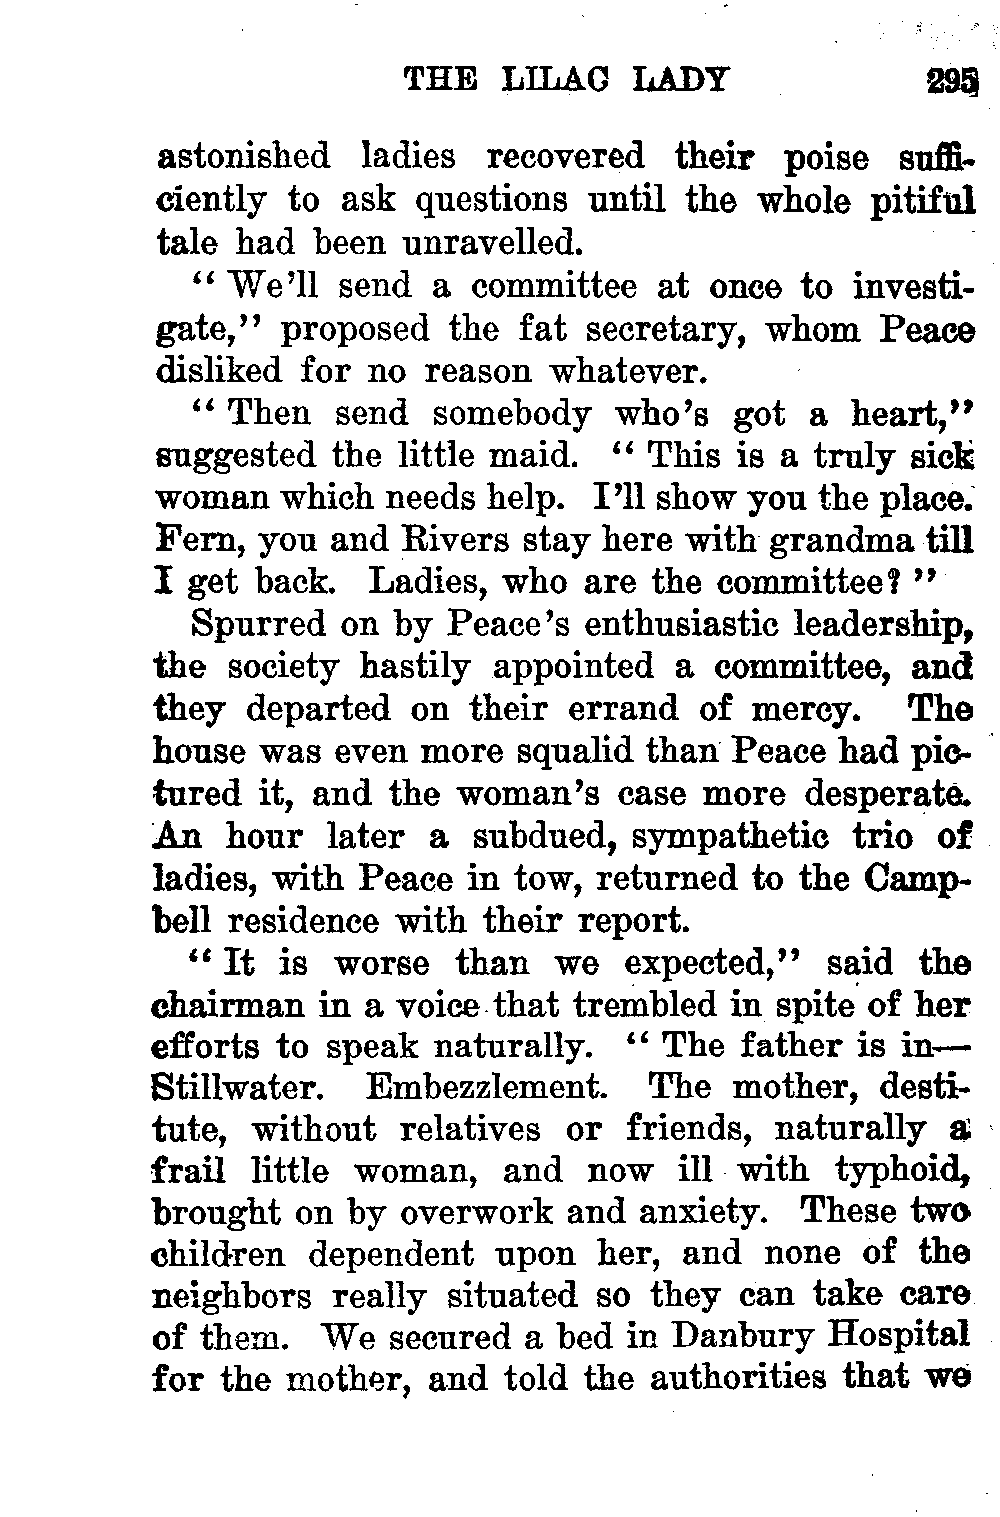 THE LILAC LADY 295
astonished ladies recovered their poise suffi-
ciently to ask questions until the whole pitiful
tale had been unravelled.
“ We’ll send a committee at once to investi-
gate,” proposed the fat secretary, whom Peace
disliked for no reason whatever.
“ Then send somebody who’s got a heart,”
suggested the little maid. “ This is a truly sick
woman which needs help. I’ll show you the place.
Fern, you and Rivers stay here with grandma till
I get back. Ladies, who are the committee? ”
Spurred on by Peace’s enthusiastic leadership,
the society hastily appointed a committee, and
they departed on their errand of mercy. The
house was even more squalid than Peace had pic-
tured it, and the woman’s case more desperate.
An hour later a subdued, sympathetic trio of
ladies, with Peace in tow, returned to the Camp-
bell residence with their report.
“ It is worse than we expected,” said the
chairman in a voice that trembled in spite of her
efforts to speak naturally. “ The father is in—
Stillwater. Embezzlement. The mother, desti-
tute, without relatives or friends, naturally a
frail little woman, and now ill with typhoid,
brought on by overwork and anxiety. These two
children dependent upon her, and none of the
neighbors really situated so they can take care
of them. We secured a bed in Danbury Hospital
for the mother, and told the authorities that we